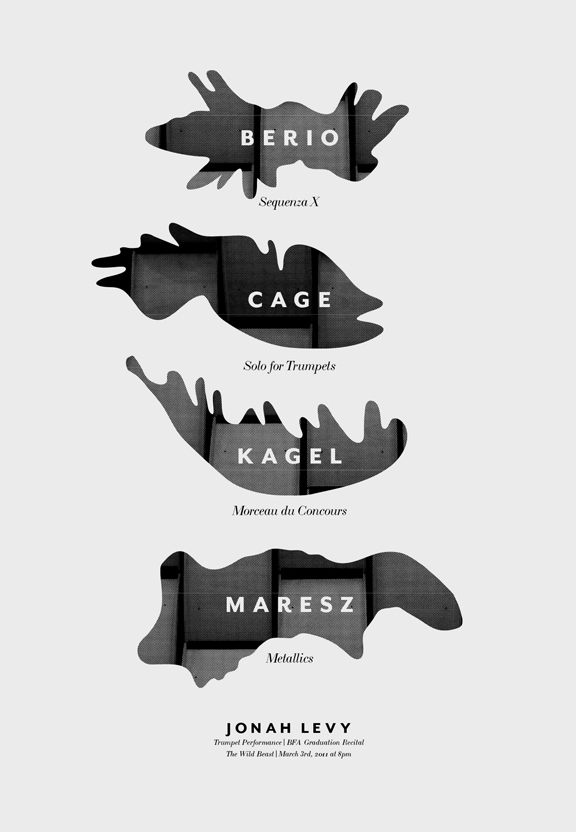 BERIO
Sequenza X
CAGE
Solo for Trumpets
KAGEL
Morceau du Concours
MARESZ
Metallics
JONAH LEVY
Trumpet Performance | BFA Graduation Recital
The Wild Beast | March 3rd, 2011 at 8pm